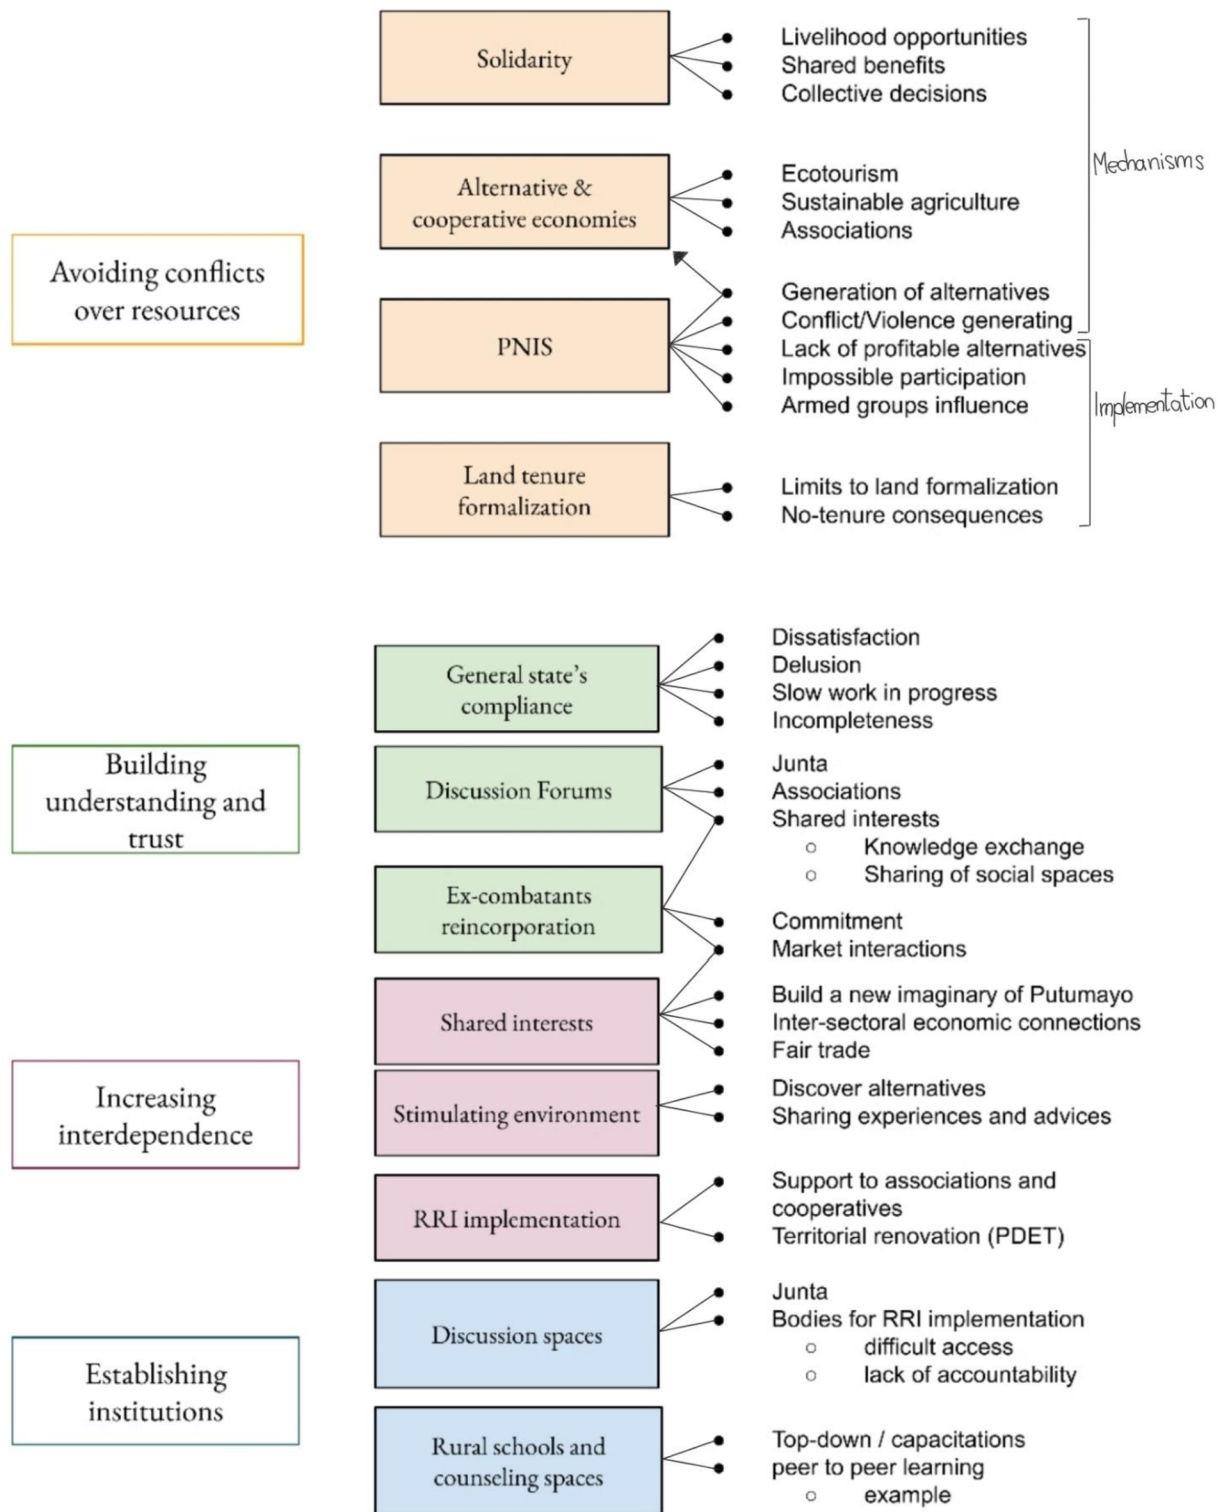 Solidarity
Livelihood opportunities
Shared benefits
Collective decisions
Mechanisms
Alternative &
cooperative economies
Ecotourism
Sustainable agriculture
Associations
Avoiding conflicts
over resources
PNIS
Generation of alternatives
Conflict/Violence generating
Lack of profitable alternatives
Impossible participation
Armed groups influence
Implementation
Land tenure
formalization
Limits to land formalization
No-tenure consequences
Building
understanding and
trust
General state's
compliance
Dissatisfaction
Delusion
Slow work in progress
Incompleteness
Discussion Forums
Junta
Associations
Shared interests
Knowledge exchange
Sharing of social spaces
Ex-combatants
reincorporation
Commitment
Market interactions
Increasing
interdependence
Shared interests
Build a new imaginary of Putumayo
Inter-sectoral economic connections
Fair trade
Stimulating environment
Discover alternatives
Sharing experiences and advices
RRI implementation
Support to associations and
cooperatives
Territorial renovation (PDET)
Establishing
institutions
Discussion spaces
Junta
Bodies for RRI implementation
difficult access
lack of accountability
Rural schools and
counseling spaces
Top-down / capacitations
peer to peer learning
example